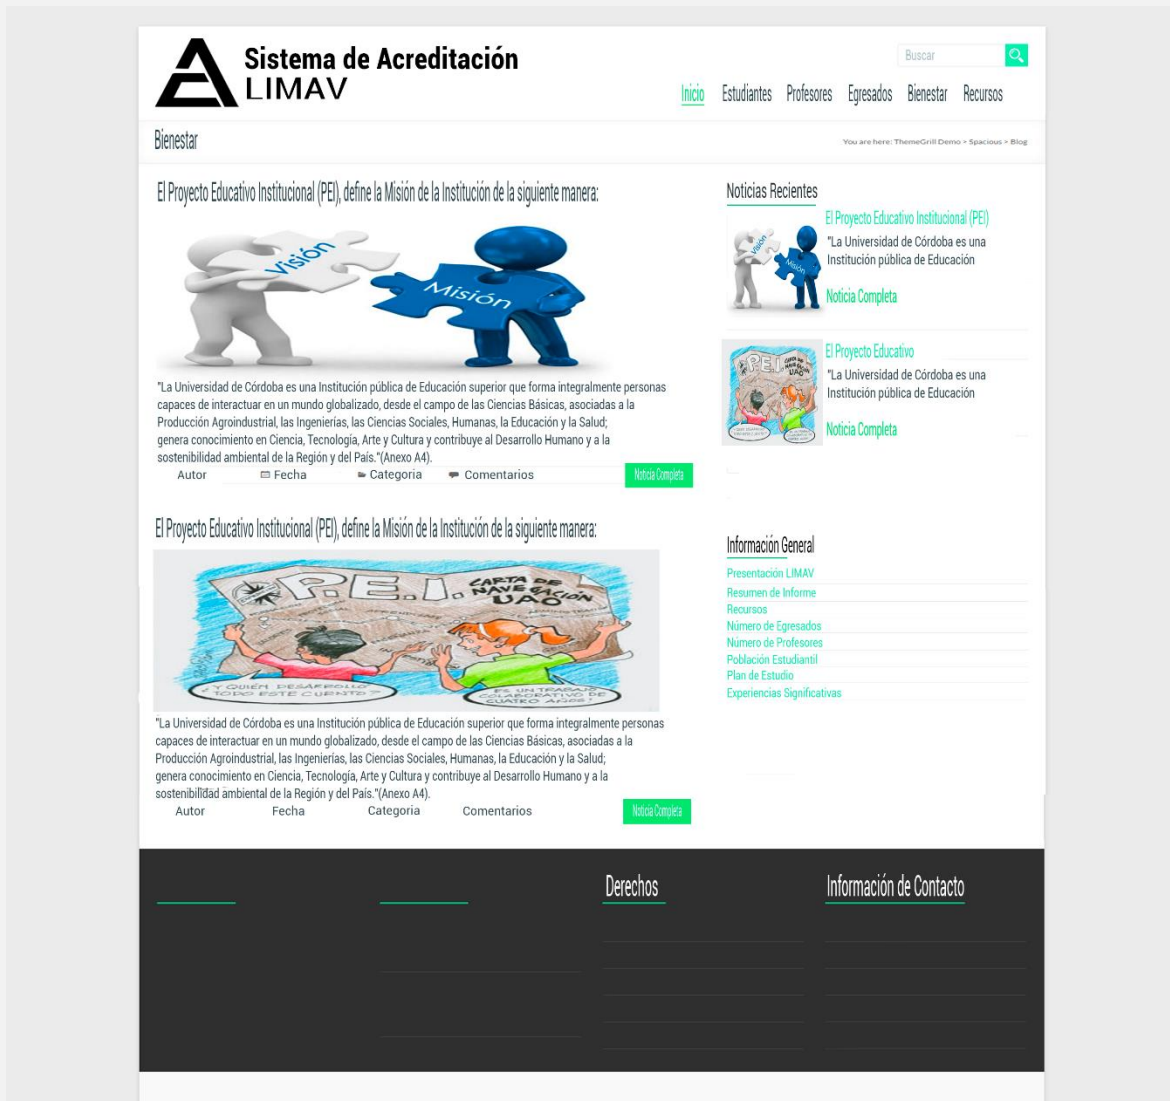 Sistema de Acreditación
LIMAV
Buscar
Inicio Estudiantes Profesores Egresados Bienestar Recursos
Bienestar
You are here: ThemeGrill Demo > Spacious > Blog
El Proyecto Educativo Institucional (PEI), define la Misión de la Institución de la siguiente manera:
Visión
Misión
"La Universidad de Córdoba es una Institución pública de Educación superior que forma integralmente personas
capaces de interactuar en un mundo globalizado, desde el campo de las Ciencias Básicas, asociadas a la
Producción Agroindustrial, las Ingenierías, las Ciencias Sociales, Humanas, la Educación y la Salud;
genera conocimiento en Ciencia, Tecnología, Arte y Cultura y contribuye al Desarrollo Humano y a la
sostenibilidad ambiental de la Región y del País."(Anexo A4).
Autor Fecha Categoria Comentarios Noticia Completa
El Proyecto Educativo Institucional (PEI), define la Misión de la Institución de la siguiente manera:
P.E.I.
CARTA DE
NAVEGACIÓN
UAO
¿Y QUIEN DESARROLLO
TODO ESTE CUENTO?
ES UN TRABAJO
COLABORATIVO DE
CUATRO AÑOS!
"La Universidad de Córdoba es una Institución pública de Educación superior que forma integralmente personas
capaces de interactuar en un mundo globalizado, desde el campo de las Ciencias Básicas, asociadas a la
Producción Agroindustrial, las Ingenierías, las Ciencias Sociales, Humanas, la Educación y la Salud;
genera conocimiento en Ciencia, Tecnología, Arte y Cultura y contribuye al Desarrollo Humano y a la
sostenibilidad ambiental de la Región y del País."(Anexo A4).
Autor Fecha Categoria Comentarios Noticia Completa
Noticias Recientes
Visión
Misión
El Proyecto Educativo Institucional (PEI)
"La Universidad de Córdoba es una
Institución pública de Educación
Noticia Completa
P.E.I. CARTA DE
UAO
El Proyecto Educativo
"La Universidad de Córdoba es una
Institución pública de Educación
Noticia Completa
Información General
Presentación LIMAV
Resumen de Informe
Recursos
Número de Egresados
Número de Profesores
Población Estudiantil
Plan de Estudio
Experiencias Significativas
Derechos
Información de Contacto